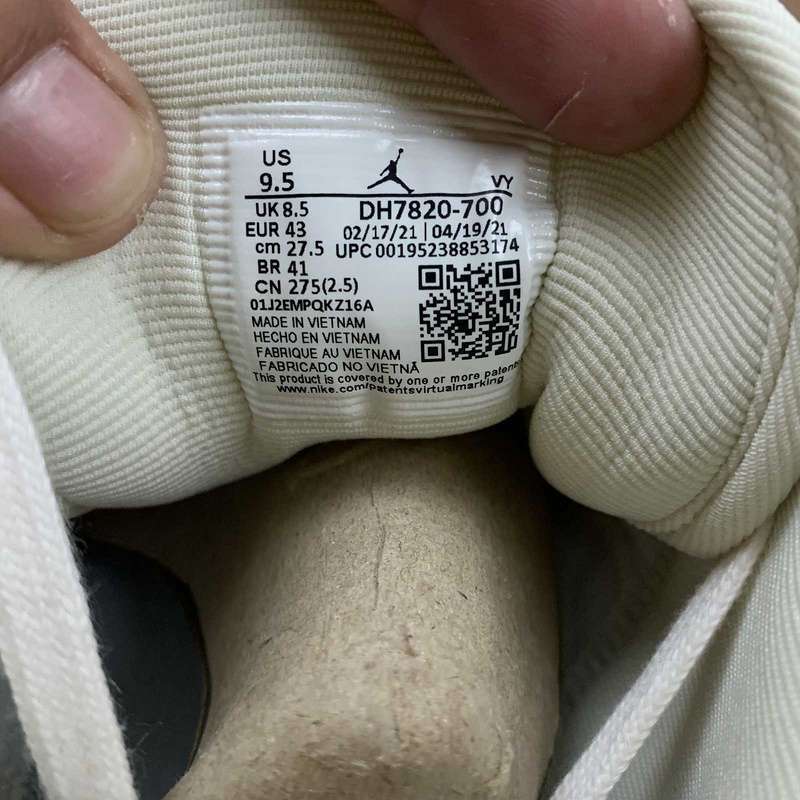 US
9.5 VY
UK 8.5 DH7820-700
EUR 43 02/17/21 | 04/19/21
cm 27.5 UPC 00195238853174
BR 41
CN 275(2.5)
01J2EMPQKZ16A
MADE IN VIETNAM
HECHO EN VIETNAM
FABRIQUE AU VIETNAM
FABRICADO NO VIETNÃ
This product is covered by one or more patents
www.nike.com/patentsvirtualmarking